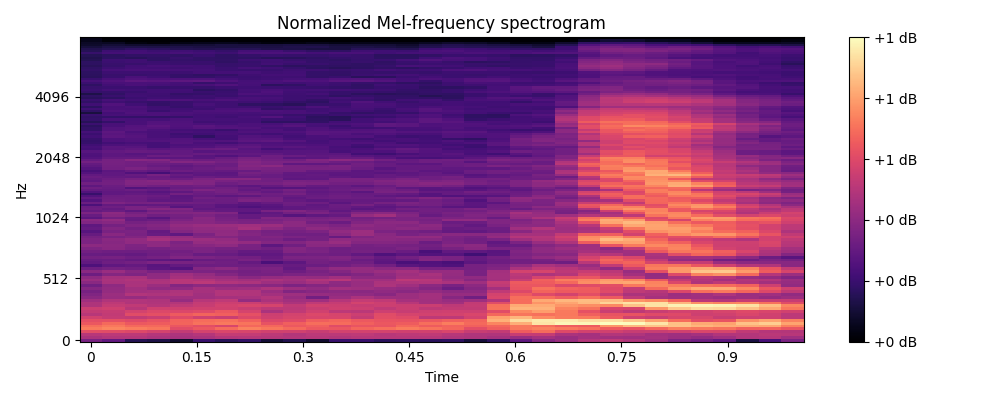 Normalized Mel-frequency spectrogram
Hz
4096
2048
1024
512
0
0 0.15 0.3 0.45 0.6 0.75 0.9
Time
+1 dB
+1 dB
+1 dB
+0 dB
+0 dB
+0 dB